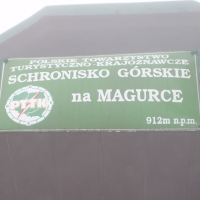 POLSKIE TOWARZYSTWO
TURYSTYCZNO-KRAJOZNAWCZE
SCHRONISKO GÓRSKIE
PTTK
na MAGURCE
912m n.p.m.